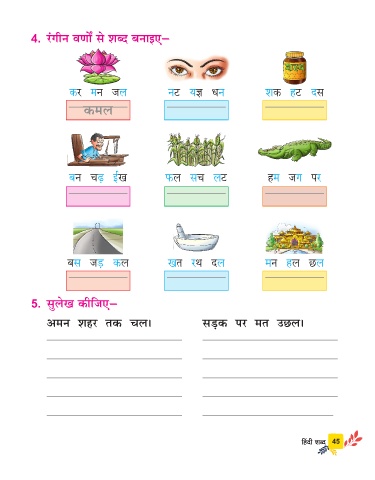 4. रंगीन वर्णों से शब्द बनाइए–
कर मन जल
नट यज्ञ धन
शक हट दस
कमल
बन चढ़ ईख
फल सच लट
हम जग पर
बस जड़ कल
खत रथ दल
मन हल छल
5. सुलेख कीजिए–
अमन शहर तक चल।
सड़क पर मत उछल।
हिंदी शब्द 45